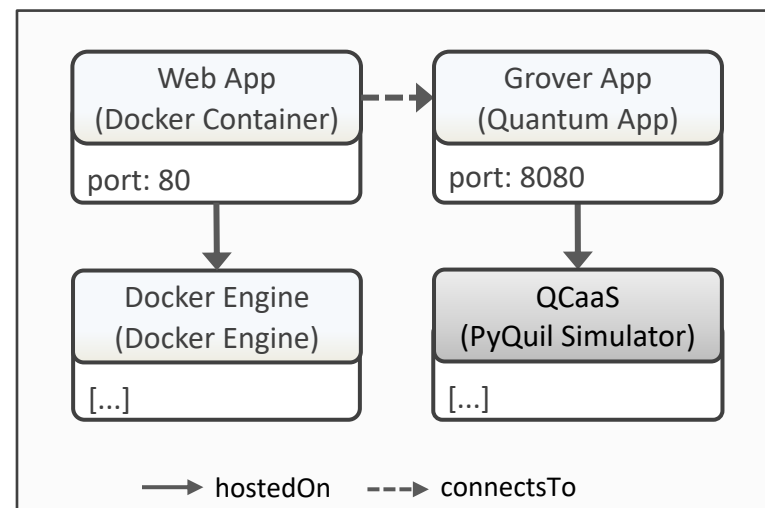 Web App
(Docker Container)
port: 80
Grover App
(Quantum App)
port: 8080
Docker Engine
(Docker Engine)
[...]
QCaaS
(PyQuil Simulator)
[...]
hostedOn
connectsTo